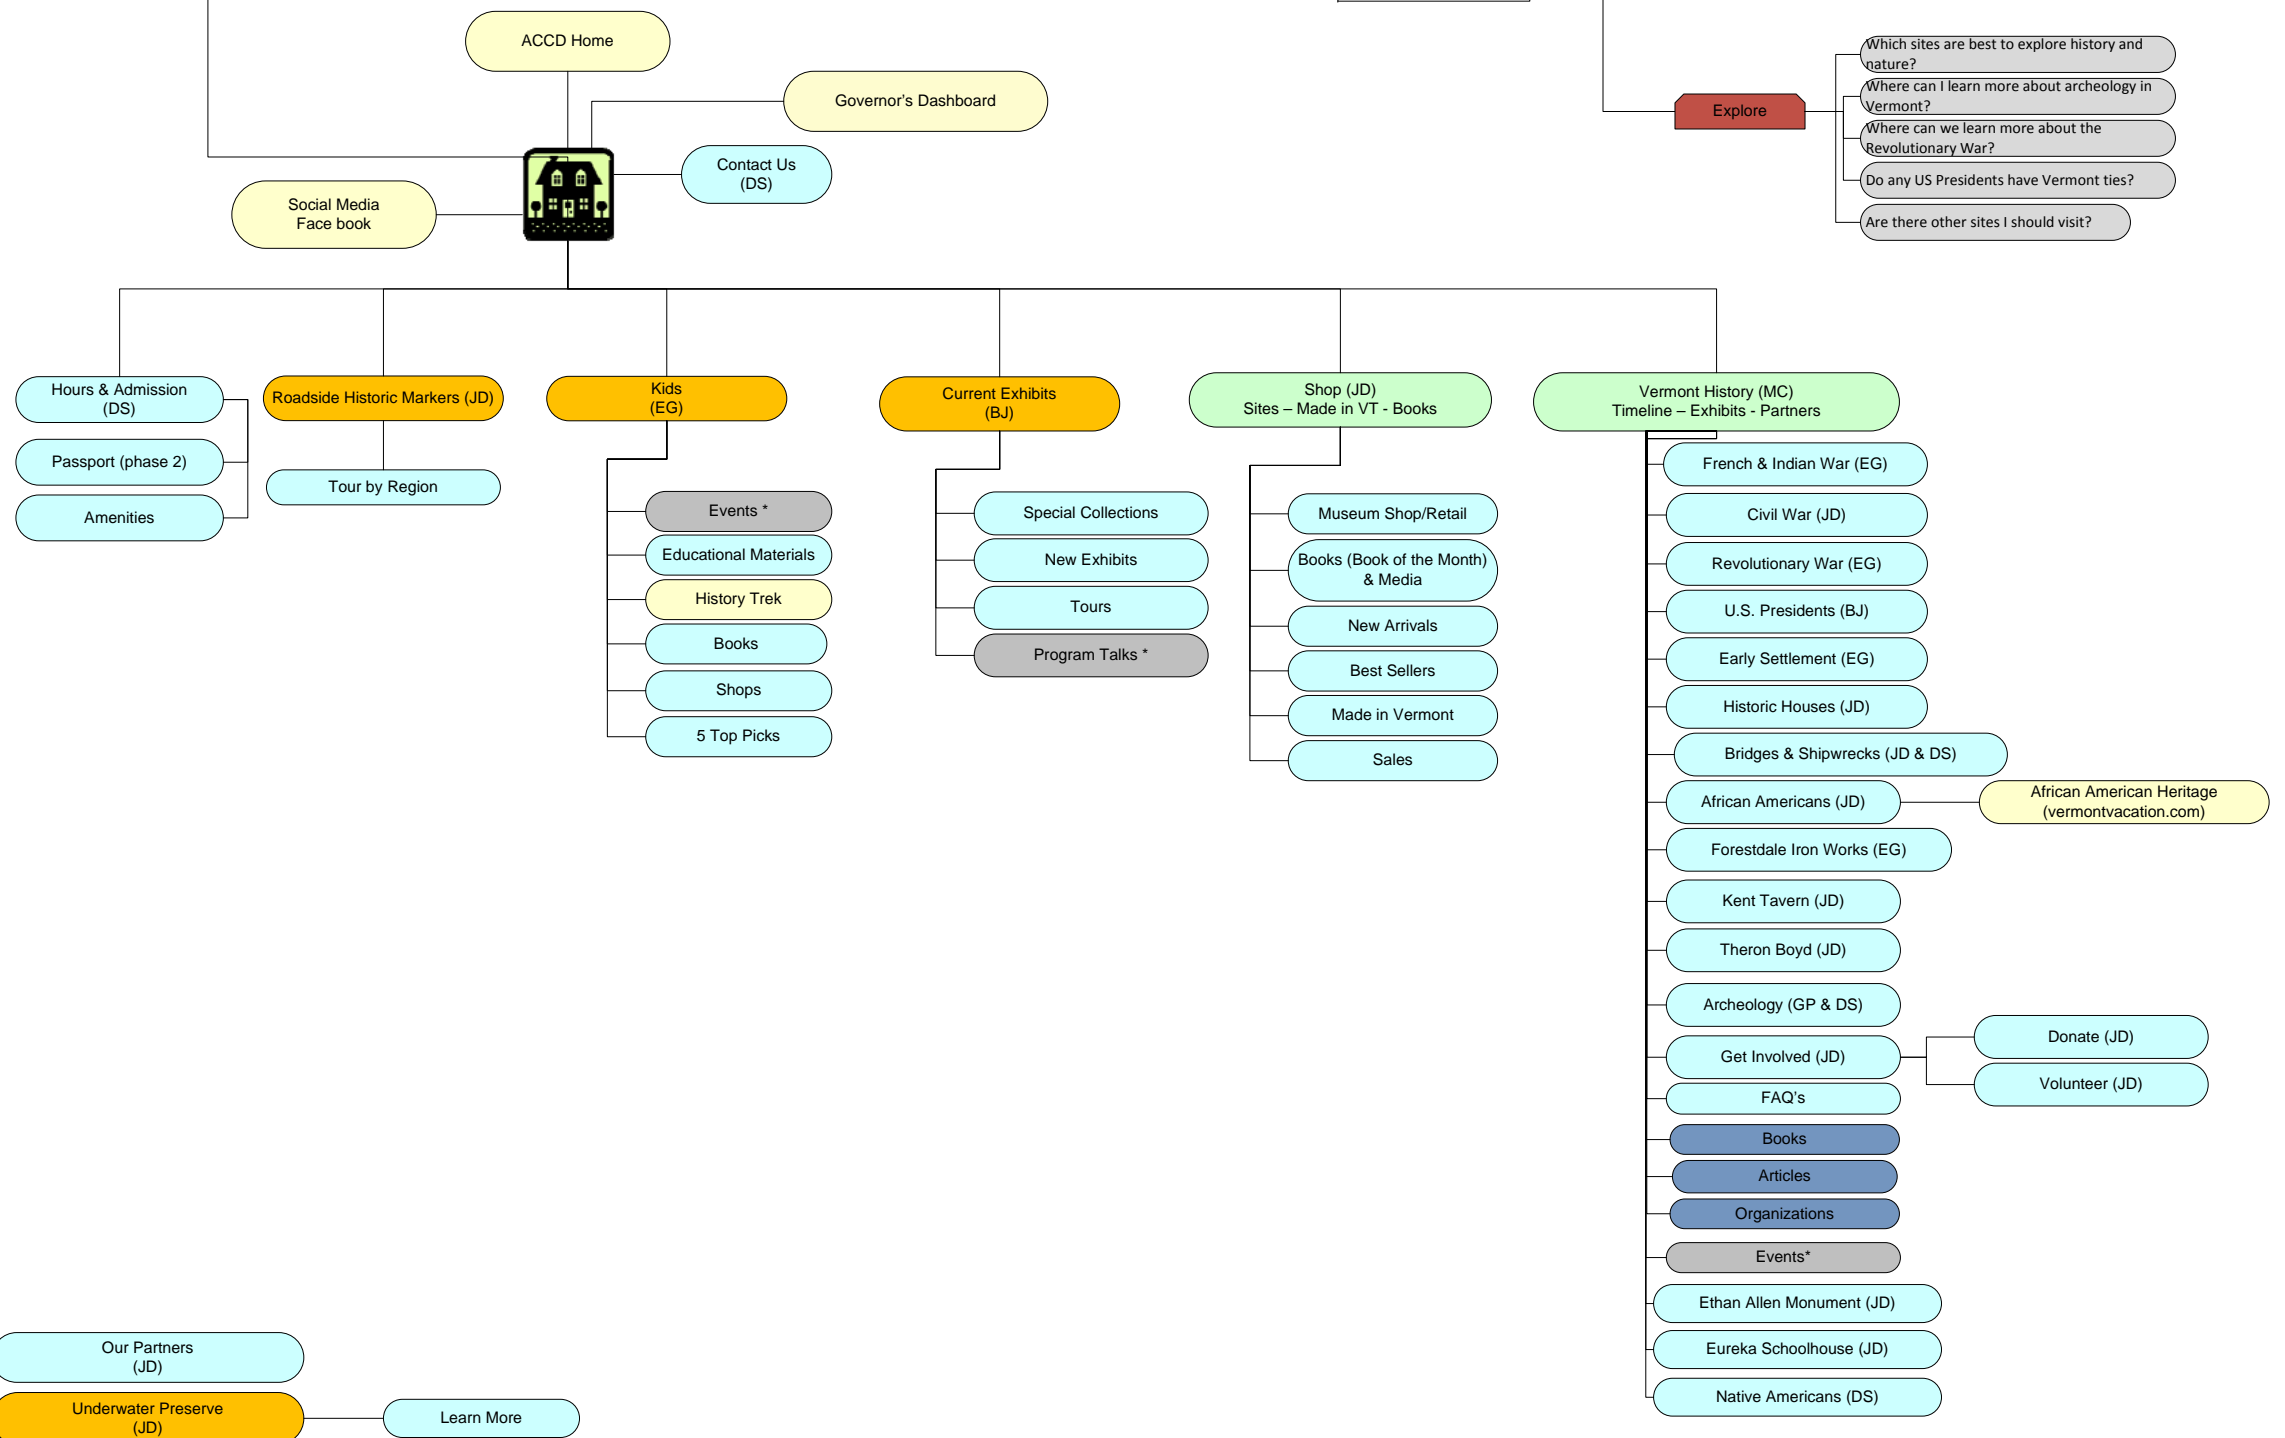 ACCD Home
Governor's Dashboard
Contact Us
(DS)
Social Media
Face book
Explore
Which sites are best to explore history and
nature?
Where can I learn more about archeology in
Vermont?
Where can we learn more about the
Revolutionary War?
Do any US Presidents have Vermont ties?
Are there other sites I should visit?
Hours & Admission
(DS)
Passport (phase 2)
Amenities
Roadside Historic Markers (JD)
Tour by Region
Kids
(EG)
Events *
Educational Materials
History Trek
Books
Shops
5 Top Picks
Current Exhibits
(BJ)
Special Collections
New Exhibits
Tours
Program Talks *
Shop (JD)
Sites – Made in VT - Books
Museum Shop/Retail
Books (Book of the Month)
& Media
New Arrivals
Best Sellers
Made in Vermont
Sales
Vermont History (MC)
Timeline – Exhibits - Partners
French & Indian War (EG)
Civil War (JD)
Revolutionary War (EG)
U.S. Presidents (BJ)
Early Settlement (EG)
Historic Houses (JD)
Bridges & Shipwrecks (JD & DS)
African Americans (JD)
African American Heritage
(vermontvacation.com)
Forestdale Iron Works (EG)
Kent Tavern (JD)
Theron Boyd (JD)
Archeology (GP & DS)
Get Involved (JD)
Donate (JD)
Volunteer (JD)
FAQ's
Books
Articles
Organizations
Events*
Ethan Allen Monument (JD)
Eureka Schoolhouse (JD)
Native Americans (DS)
Our Partners
(JD)
Underwater Preserve
(JD)
Learn More